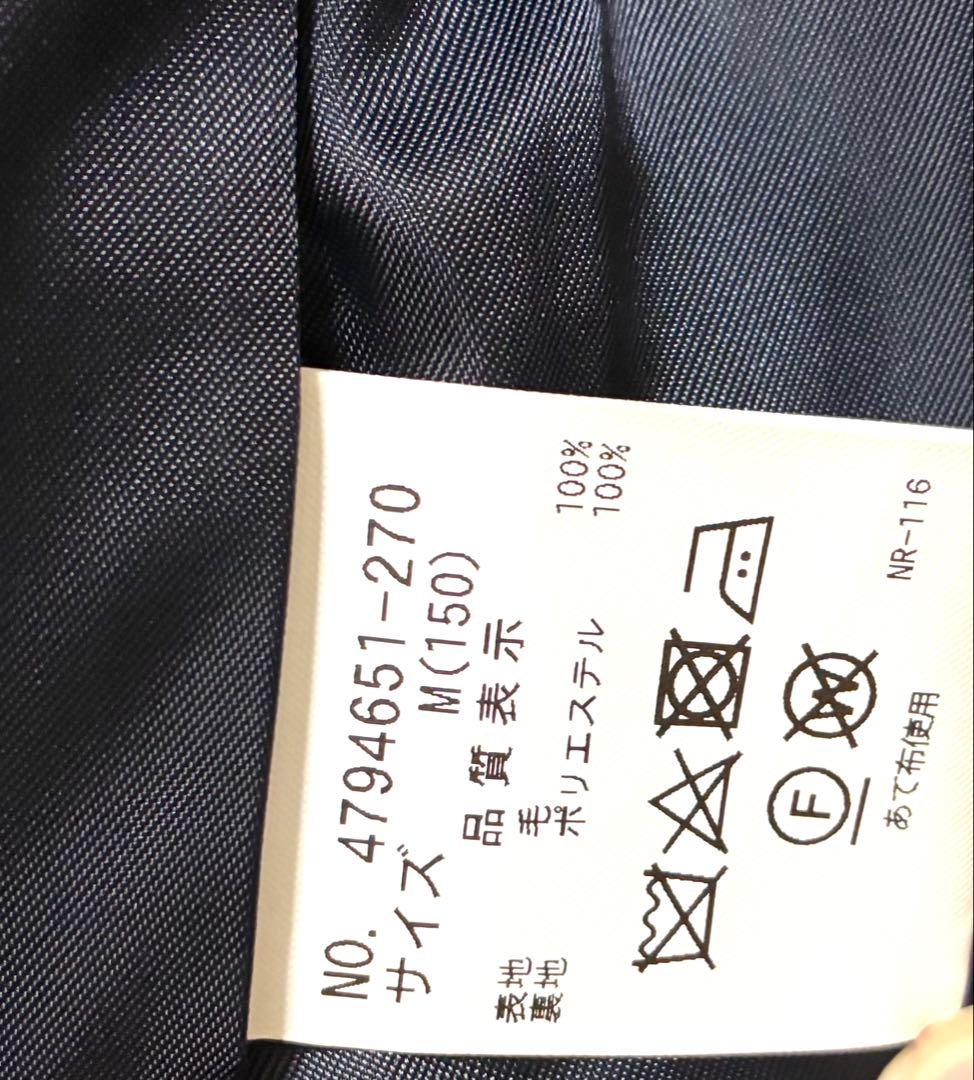 NO. 4794651-270
サイズ M(150)
品質表示
表地 毛 100%
裏地 ポリエステル 100%
F W
あて布使用 NR-116